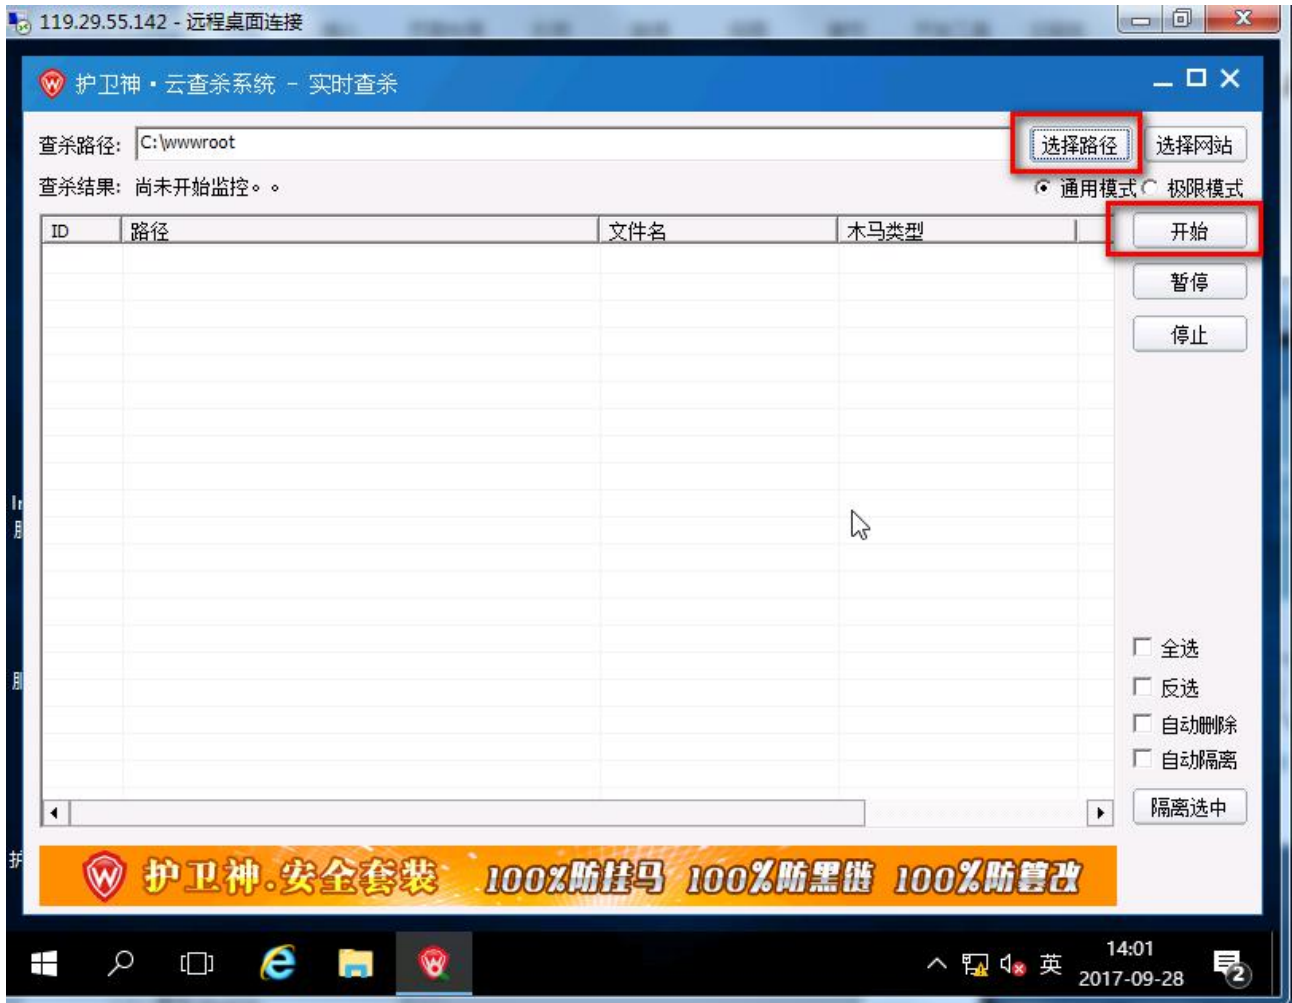 119.29.55.142 - 远程桌面连接
护卫神·云查杀系统 - 实时查杀
查杀路径: C:\wwwroot 选择路径 选择网站
查杀结果: 尚未开始监控。。 通用模式 极限模式
ID 路径 文件名 木马类型 开始
暂停
停止
全选
反选
自动删除
自动隔离
隔离选中
护卫神.安全套装 100%防挂马 100%防黑链 100%防篡改
英 14:01
2017-09-28 2